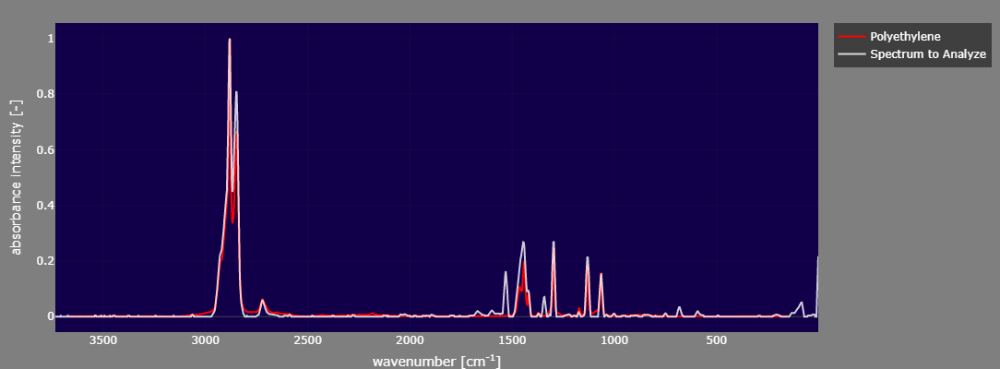 Polyethylene
Spectrum to Analyze
absorbance intensity [-]
1
0.8
0.6
0.4
0.2
0
3500 3000 2500 2000 1500 1000 500
wavenumber [cm⁻¹]